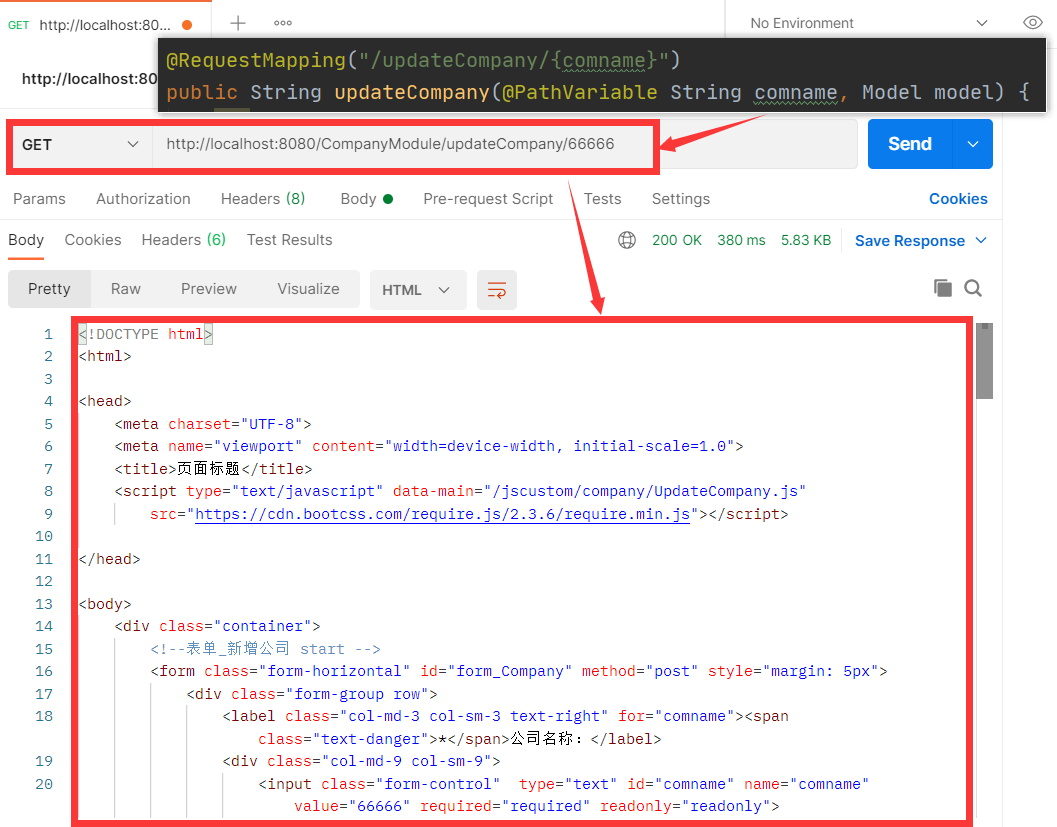 GET http://localhost:80...
No Environment
http://localhost:80
@RequestMapping("/updateCompany/{comname}")
public String updateCompany(@PathVariable String comname, Model model) {
GET http://localhost:8080/CompanyModule/updateCompany/66666 Send
Params Authorization Headers (8) Body Pre-request Script Tests Settings Cookies
Body Cookies Headers (6) Test Results 200 OK 380 ms 5.83 KB Save Response
Pretty Raw Preview Visualize HTML
1 <!DOCTYPE html>
2 <html>
3
4 <head>
5 <meta charset="UTF-8">
6 <meta name="viewport" content="width=device-width, initial-scale=1.0">
7 <title>页面标题</title>
8 <script type="text/javascript" data-main="/jscustom/company/UpdateCompany.js"
9 src="https://cdn.bootcss.com/require.js/2.3.6/require.min.js"></script>
10
11 </head>
12
13 <body>
14 <div class="container">
15 <!--表单_新增公司 start -->
16 <form class="form-horizontal" id="form_Company" method="post" style="margin: 5px">
17 <div class="form-group row">
18 <label class="col-md-3 col-sm-3 text-right" for="comname"><span
class="text-danger">*</span>公司名称：</label>
19 <div class="col-md-9 col-sm-9">
20 <input class="form-control" type="text" id="comname" name="comname"
value="66666" required="required" readonly="readonly">